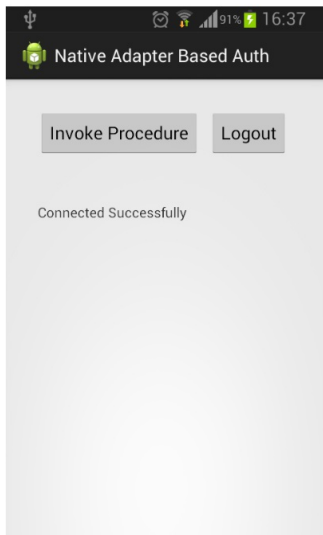 91% 16:37
Native Adapter Based Auth
Invoke Procedure Logout
Connected Successfully